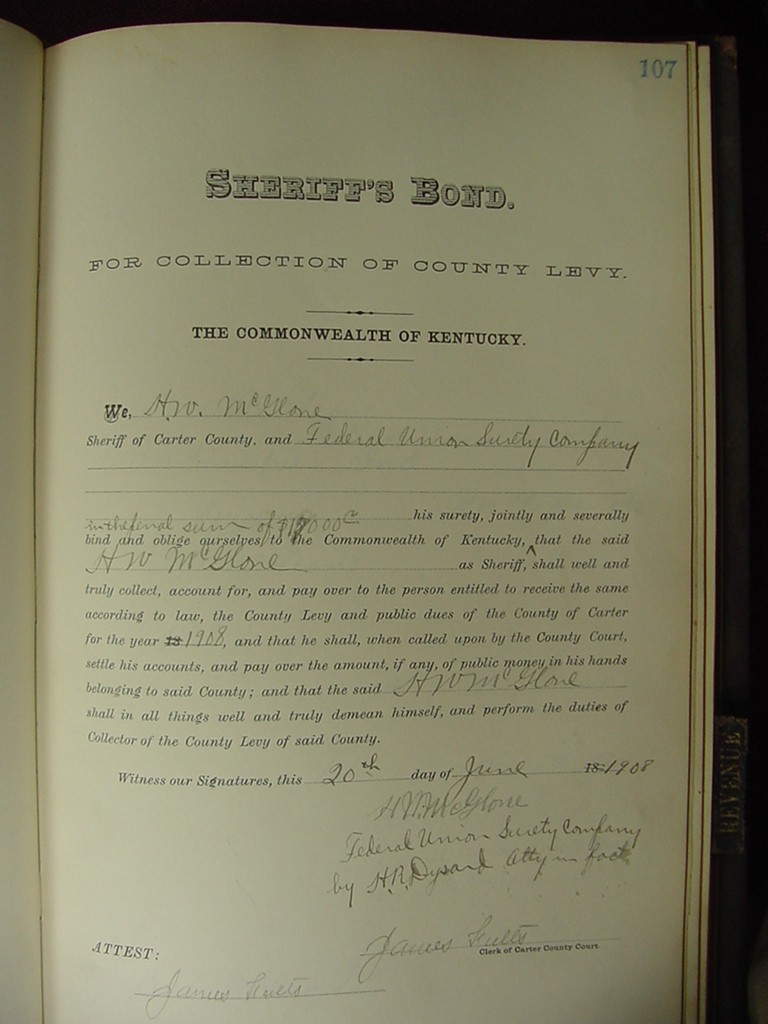 107
SHERIFF'S BOND.
FOR COLLECTION OF COUNTY LEVY.
THE COMMONWEALTH OF KENTUCKY.
We, H.W. McGlone
Sheriff of Carter County, and Federal Union Surety Company
his surety, jointly and severally
in the penal sum of
bind and oblige ourselves, to the Commonwealth of Kentucky, that the said
H W McGlone as Sheriff, shall well and
truly collect, account for, and pay over to the person entitled to receive the same
according to law, the County Levy and public dues of the County of Carter
for the year 18 1908, and that he shall, when called upon by the County Court,
settle his accounts, and pay over the amount, if any, of public money in his hands
belonging to said County; and that the said H W McGlone
shall in all things well and truly demean himself, and perform the duties of
Collector of the County Levy of said County.
Witness our Signatures, this 20th day of June 18 1908
H W McGlone
Federal Union Surety Company
by H.R. Dysard Atty in fact
James
Clerk of Carter County Court.
ATTEST:
James
REVENUE